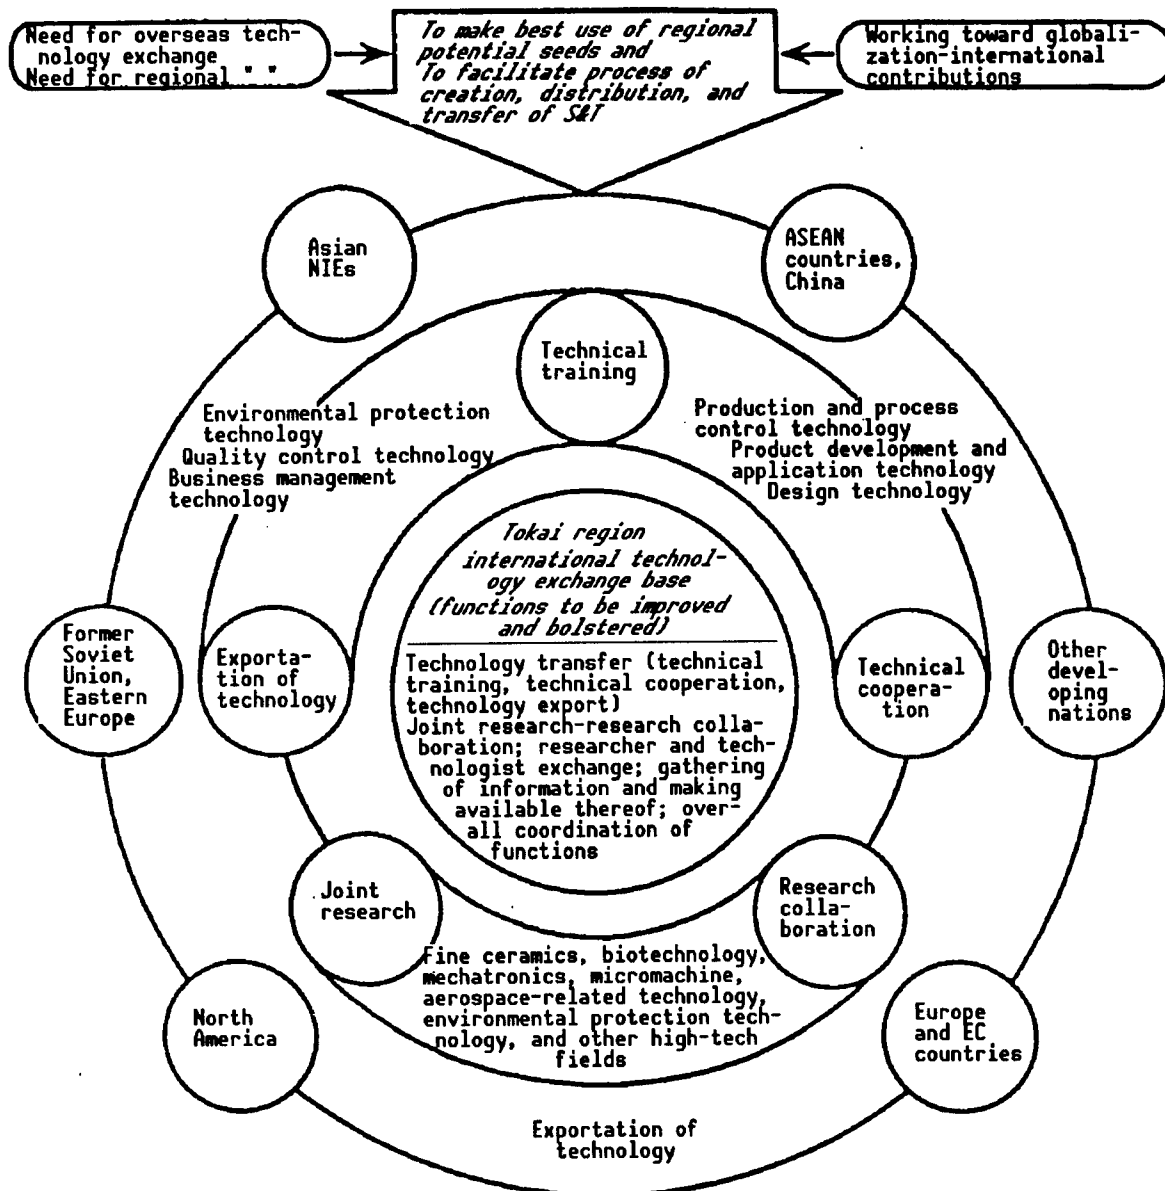 Need for overseas tech-
nology exchange
Need for regional " "
To make best use of regional
potential seeds and
To facilitate process of
creation, distribution, and
transfer of S&T
Working toward globali-
zation-international
contributions
Asian
NIEs
ASEAN
countries,
China
Technical
training
Environmental protection
technology
Quality control technology
Business management
technology
Production and process
control technology
Product development and
application technology
Design technology
Tokai region
international technol-
ogy exchange base
(functions to be improved
and bolstered)
Former
Soviet
Union,
Eastern
Europe
Exporta-
tion of
technology
Technology transfer (technical
training, technical cooperation,
technology export)
Joint research-research colla-
boration; researcher and tech-
nologist exchange; gathering
of information and making
available thereof; over-
all coordination of
functions
Technical
coopera-
tion
Other
devel-
oping
nations
Joint
research
Research
colla-
boration
Fine ceramics, biotechnology,
mechatronics, micromachine,
aerospace-related technology,
environmental protection tech-
nology, and other high-tech
fields
North
America
Europe
and EC
countries
Exportation of
technology